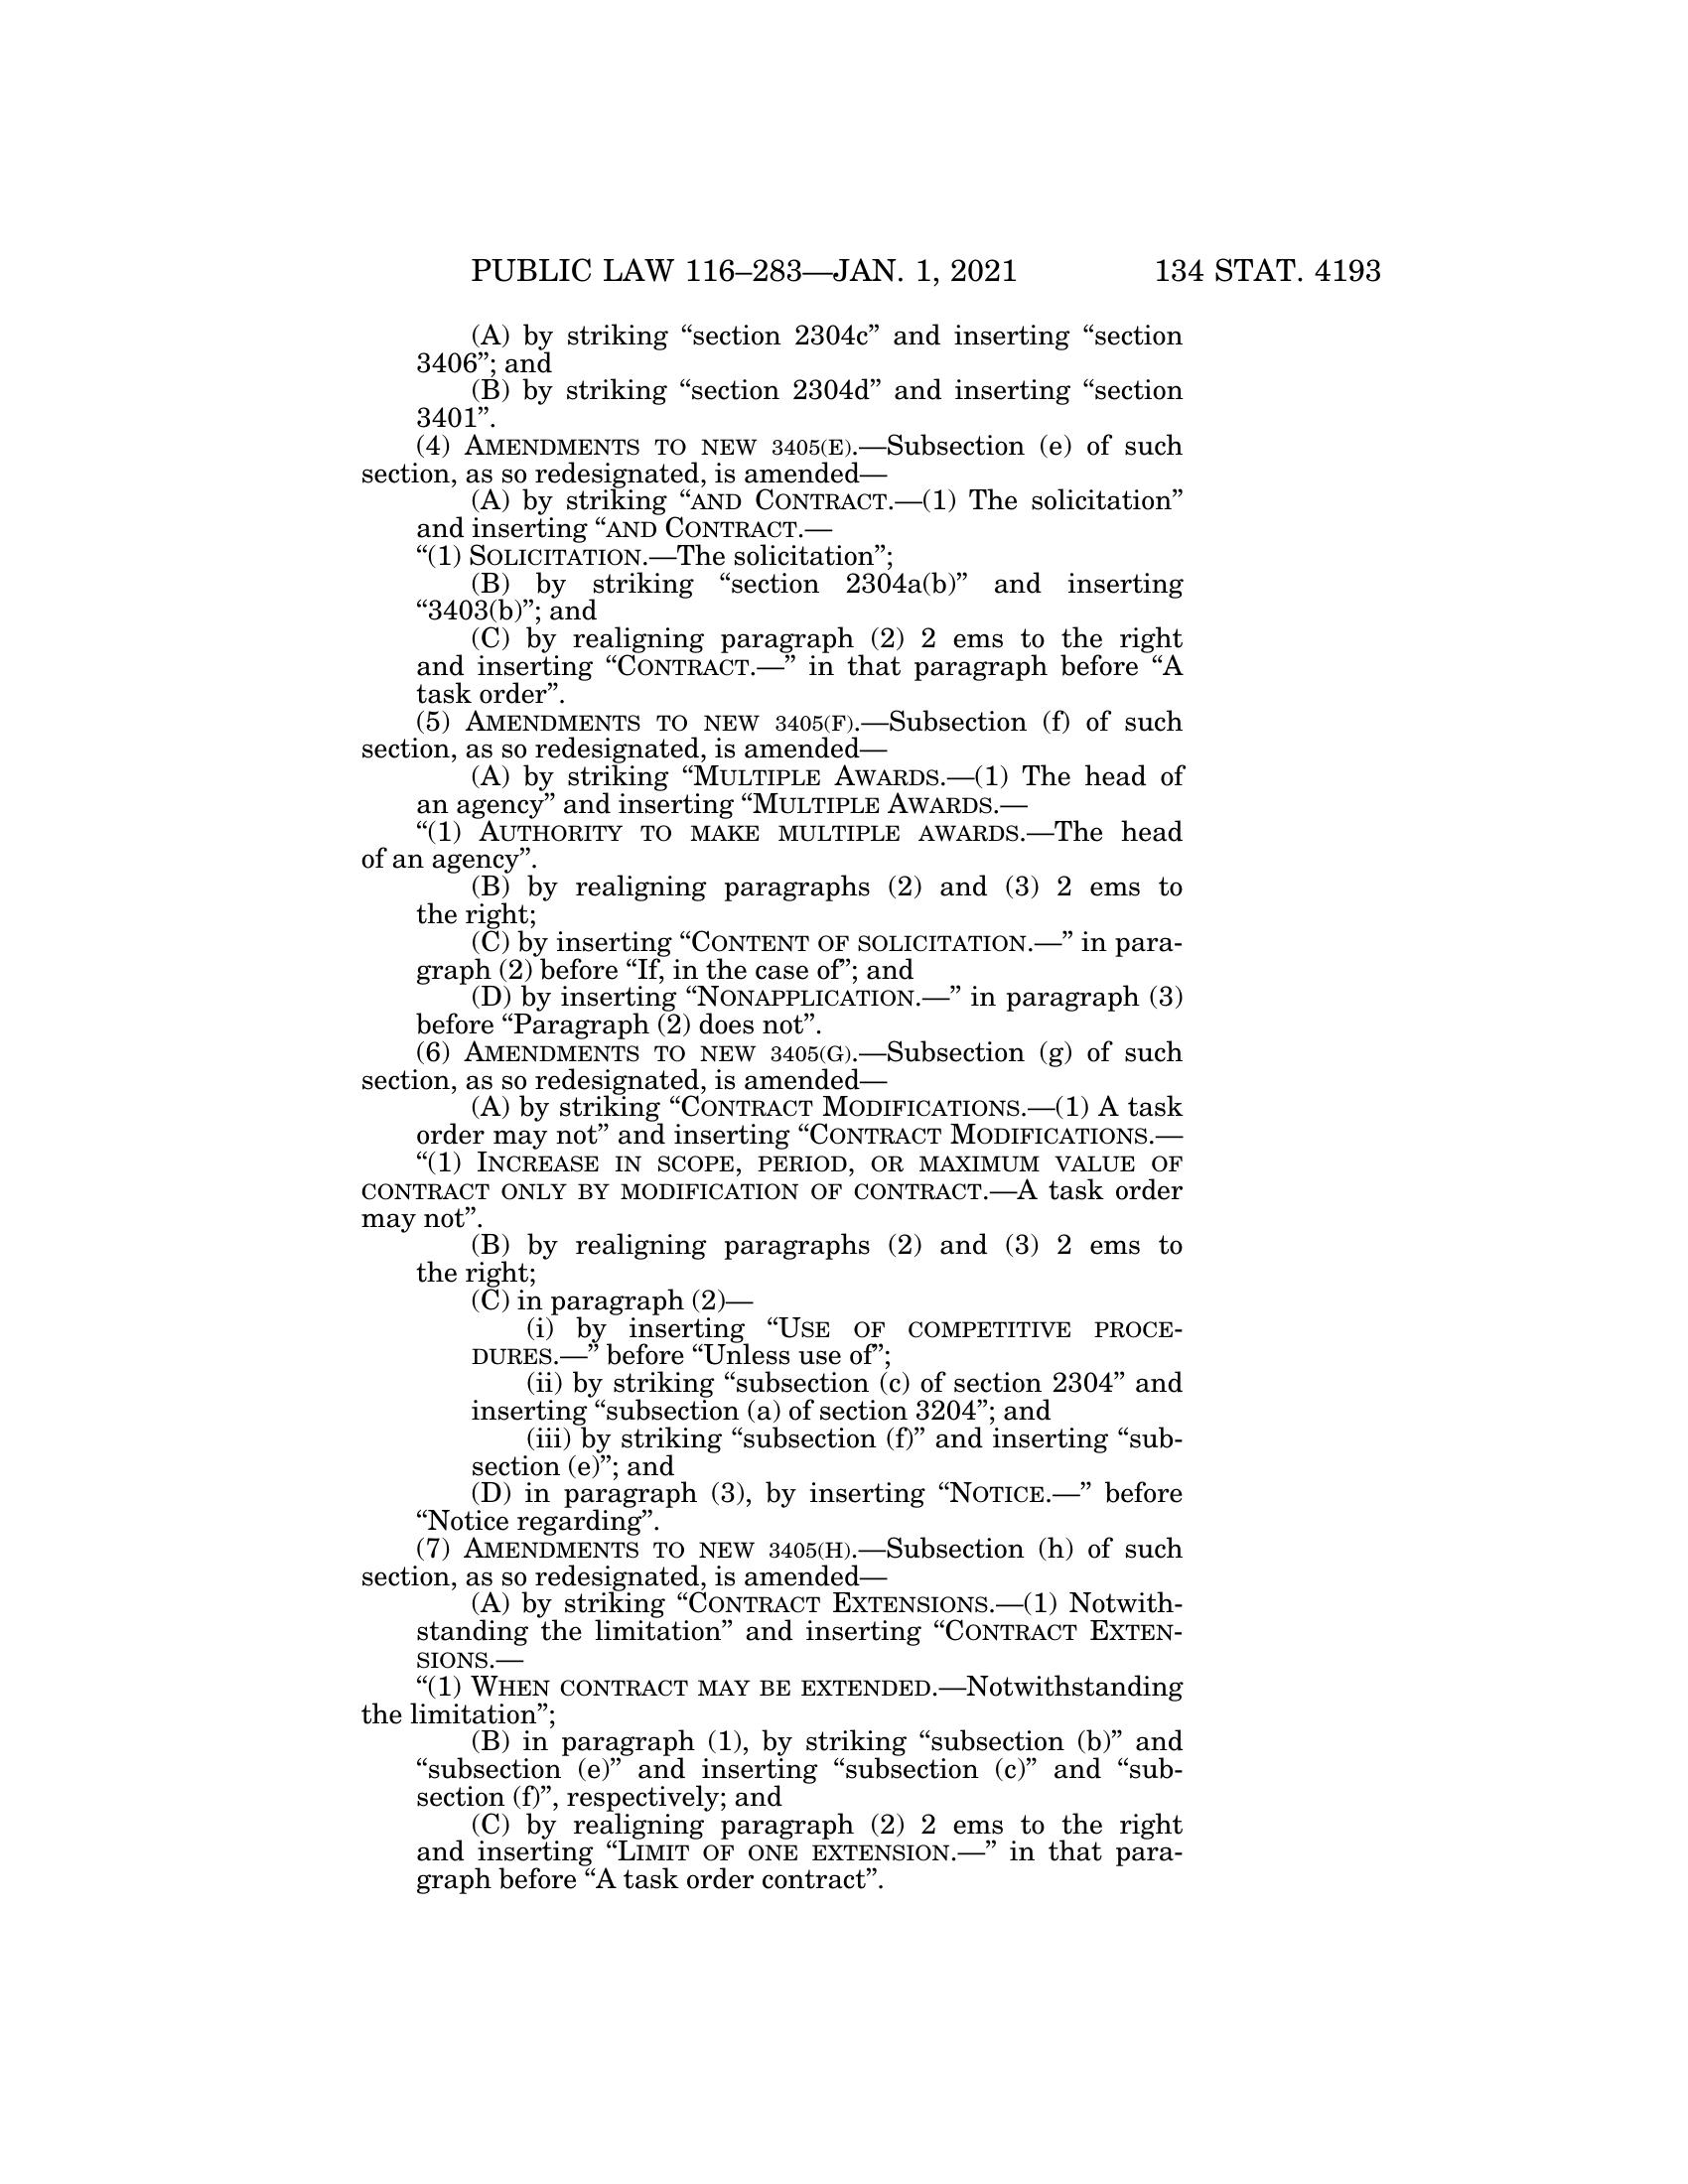 PUBLIC LAW 116–283—JAN. 1, 2021 134 STAT. 4193
(A) by striking “section 2304c” and inserting “section
3406”; and
(B) by striking “section 2304d” and inserting “section
3401”.
(4) AMENDMENTS TO NEW 3405(E).—Subsection (e) of such
section, as so redesignated, is amended—
(A) by striking “AND CONTRACT.—(1) The solicitation”
and inserting “AND CONTRACT.—
“(1) SOLICITATION.—The solicitation”;
(B) by striking “section 2304a(b)” and inserting
“3403(b)”; and
(C) by realigning paragraph (2) 2 ems to the right
and inserting “CONTRACT.—” in that paragraph before “A
task order”.
(5) AMENDMENTS TO NEW 3405(F).—Subsection (f) of such
section, as so redesignated, is amended—
(A) by striking “MULTIPLE AWARDS.—(1) The head of
an agency” and inserting “MULTIPLE AWARDS.—
“(1) AUTHORITY TO MAKE MULTIPLE AWARDS.—The head
of an agency”.
(B) by realigning paragraphs (2) and (3) 2 ems to
the right;
(C) by inserting “CONTENT OF SOLICITATION.—” in para-
graph (2) before “If, in the case of”; and
(D) by inserting “NONAPPLICATION.—” in paragraph (3)
before “Paragraph (2) does not”.
(6) AMENDMENTS TO NEW 3405(G).—Subsection (g) of such
section, as so redesignated, is amended—
(A) by striking “CONTRACT MODIFICATIONS.—(1) A task
order may not” and inserting “CONTRACT MODIFICATIONS.—
“(1) INCREASE IN SCOPE, PERIOD, OR MAXIMUM VALUE OF
CONTRACT ONLY BY MODIFICATION OF CONTRACT.—A task order
may not”.
(B) by realigning paragraphs (2) and (3) 2 ems to
the right;
(C) in paragraph (2)—
(i) by inserting “USE OF COMPETITIVE PROCE-
DURES.—” before “Unless use of”;
(ii) by striking “subsection (c) of section 2304” and
inserting “subsection (a) of section 3204”; and
(iii) by striking “subsection (f)” and inserting “sub-
section (e)”; and
(D) in paragraph (3), by inserting “NOTICE.—” before
“Notice regarding”.
(7) AMENDMENTS TO NEW 3405(H).—Subsection (h) of such
section, as so redesignated, is amended—
(A) by striking “CONTRACT EXTENSIONS.—(1) Notwith-
standing the limitation” and inserting “CONTRACT EXTEN-
SIONS.—
“(1) WHEN CONTRACT MAY BE EXTENDED.—Notwithstanding
the limitation”;
(B) in paragraph (1), by striking “subsection (b)” and
“subsection (e)” and inserting “subsection (c)” and “sub-
section (f)”, respectively; and
(C) by realigning paragraph (2) 2 ems to the right
and inserting “LIMIT OF ONE EXTENSION.—” in that para-
graph before “A task order contract”.